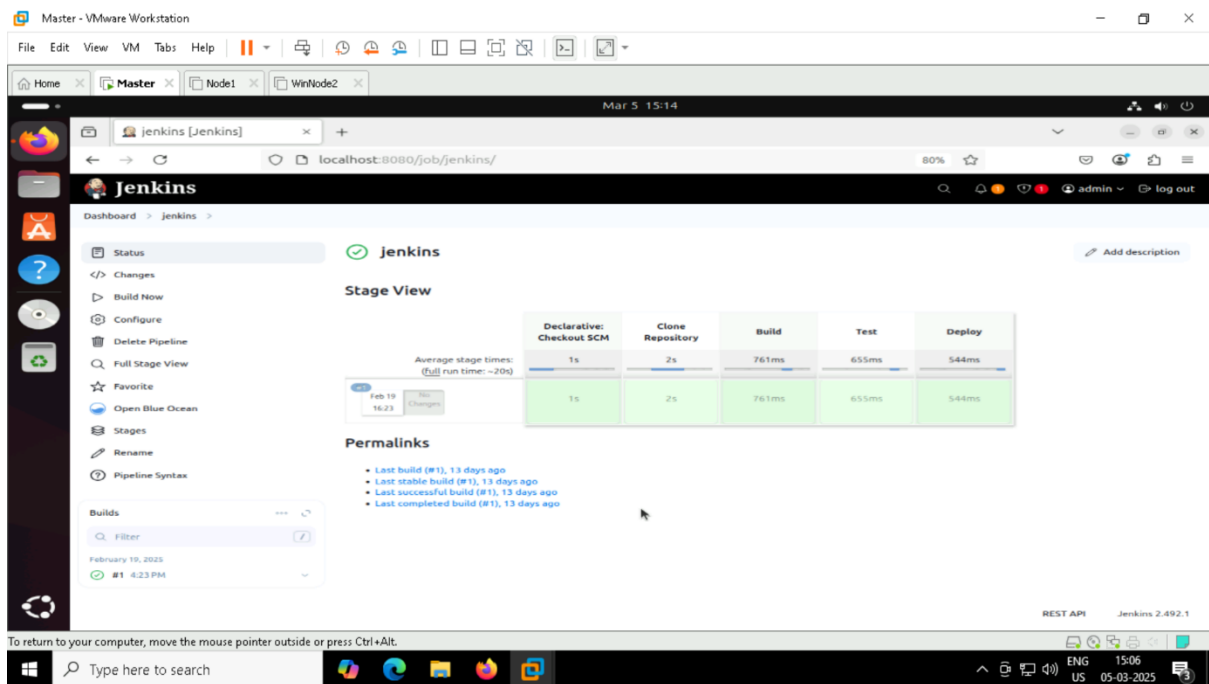 Master - VMware Workstation
File Edit View VM Tabs Help
Home Master Node1 WinNode2
Mar 5 15:14
jenkins [Jenkins]
localhost:8080/job/jenkins/ 80%
Jenkins 1 1 admin log out
Dashboard > jenkins >
Status
Changes
Build Now
Configure
Delete Pipeline
Full Stage View
Favorite
Open Blue Ocean
Stages
Rename
Pipeline Syntax
Builds
Filter /
February 19, 2025
#1 4:23 PM
jenkins Add description
Stage View
Declarative: Checkout SCM
Clone Repository
Build
Test
Deploy
Average stage times: 1s 2s 761ms 655ms 544ms
(full run time: ~20s)
#1
Feb 19 16:23
No Changes
1s 2s 761ms 655ms 544ms
Permalinks
• Last build (#1), 13 days ago
• Last stable build (#1), 13 days ago
• Last successful build (#1), 13 days ago
• Last completed build (#1), 13 days ago
REST API Jenkins 2.492.1
To return to your computer, move the mouse pointer outside or press Ctrl+Alt.
Type here to search
ENG US
15:06
05-03-2025
3